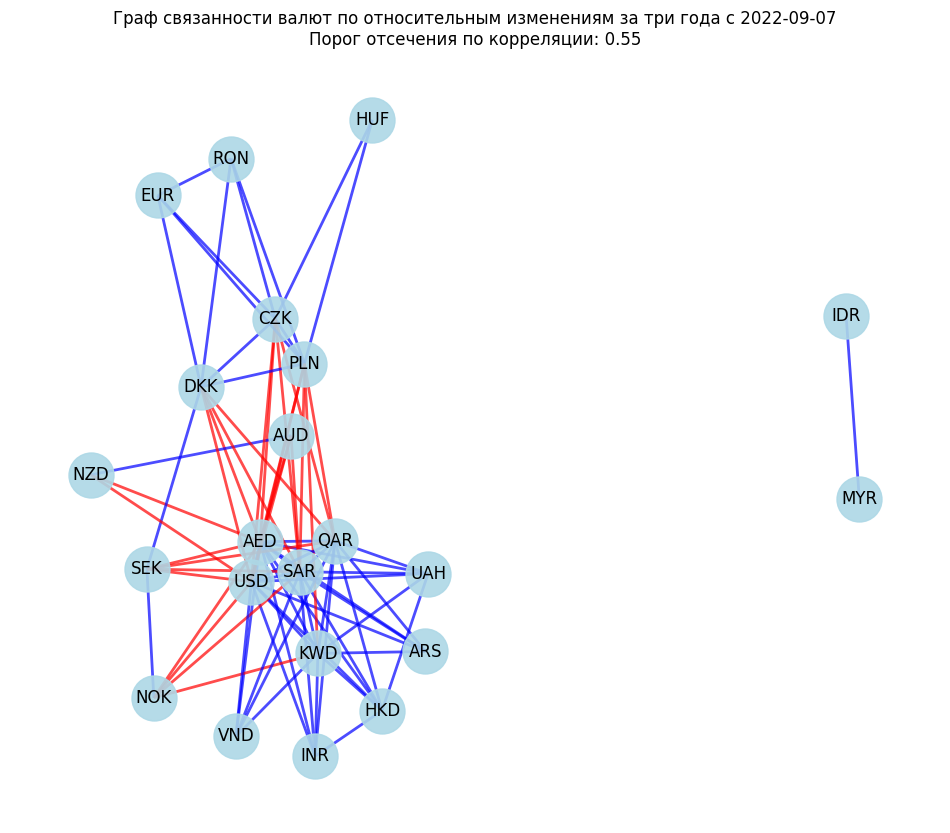 Граф связанности валют по относительным изменениям за три года с 2022-09-07
Порог отсечения по корреляции: 0.55
HUF
RON
EUR
IDR
CZK
PLN
DKK
AUD
NZD
MYR
AED
QAR
SEK
USD
SAR
UAH
KWD
ARS
NOK
HKD
VND
INR